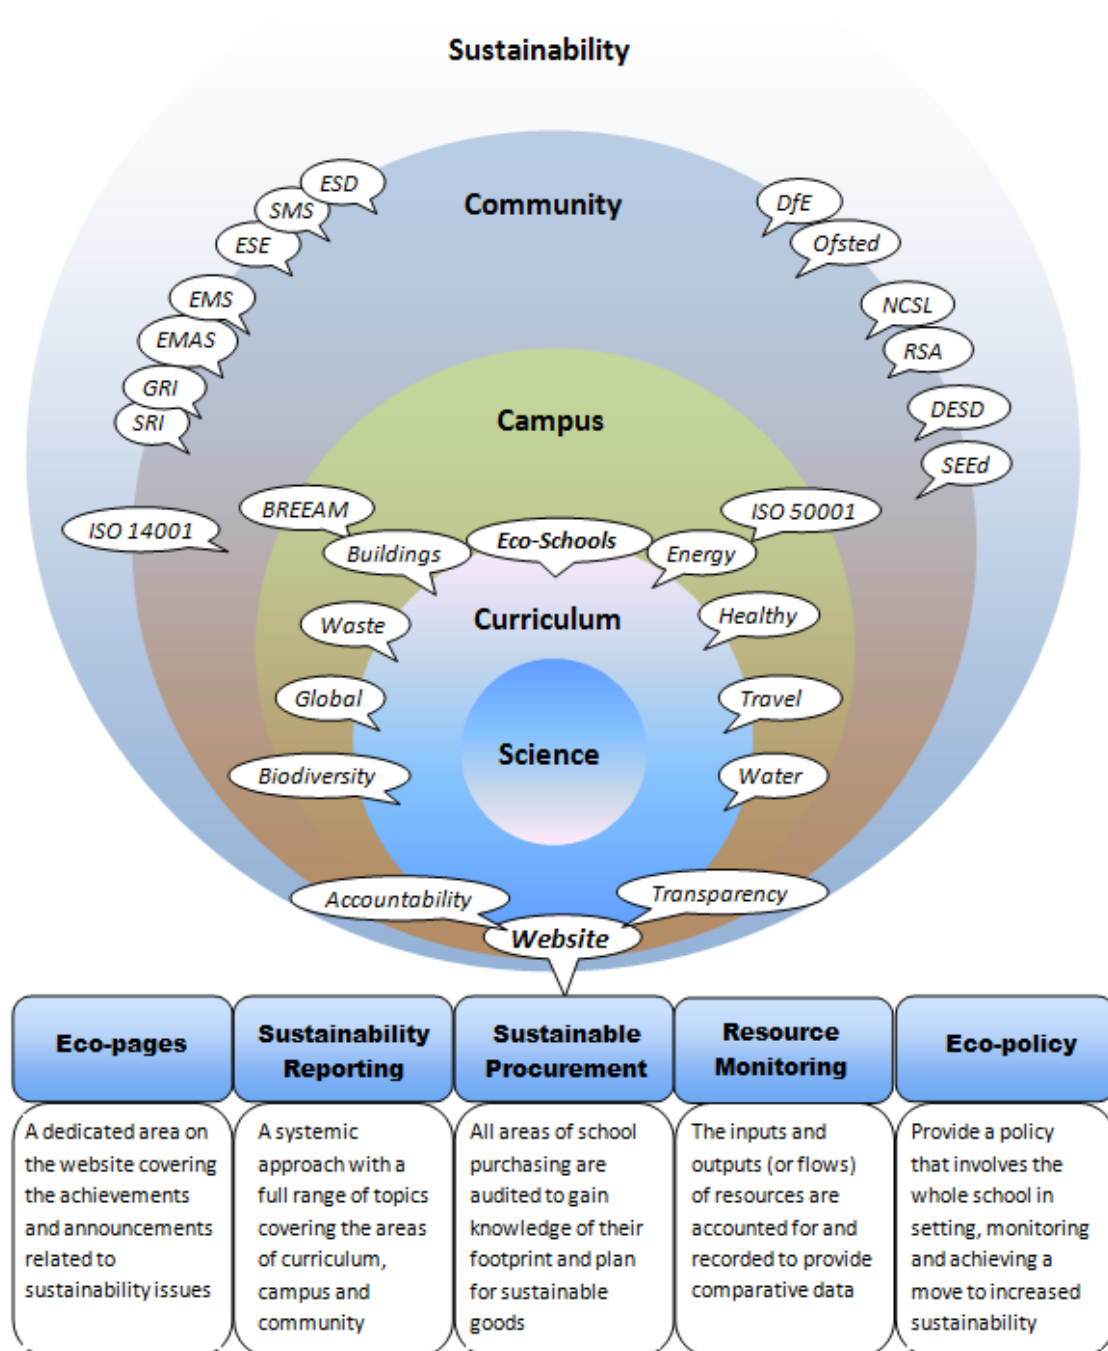 Sustainability
Community
ESD
SMS
ESE
EMS
EMAS
GRI
SRI
ISO 14001
DfE
Ofsted
NCSL
RSA
DESD
SEEd
Campus
BREEAM
ISO 50001
Buildings
Eco-Schools
Energy
Waste
Curriculum
Healthy
Global
Travel
Science
Biodiversity
Water
Accountability
Transparency
Website
Eco-pages
A dedicated area on
the website covering
the achievements
and announcements
related to
sustainability issues
Sustainability
Reporting
A systemic
approach with a
full range of topics
covering the areas
of curriculum,
campus and
community
Sustainable
Procurement
All areas of school
purchasing are
audited to gain
knowledge of their
footprint and plan
for sustainable
goods
Resource
Monitoring
The inputs and
outputs (or flows)
of resources are
accounted for and
recorded to provide
comparative data
Eco-policy
Provide a policy
that involves the
whole school in
setting, monitoring
and achieving a
move to increased
sustainability